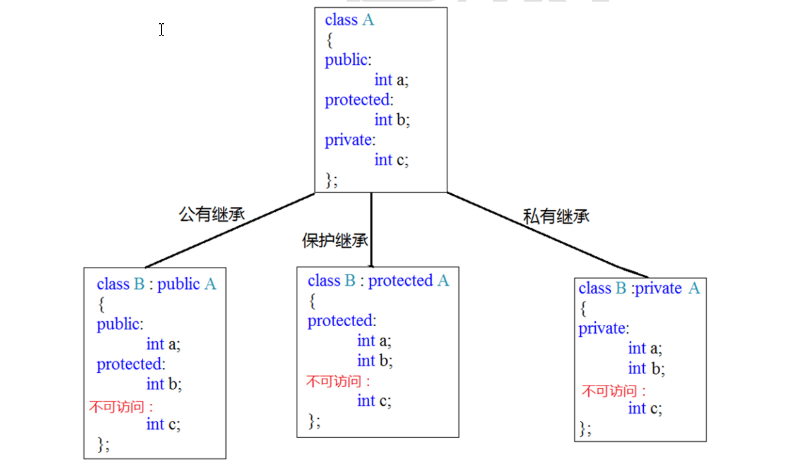 class A
{
public:
int a;
protected:
int b;
private:
int c;
};
公有继承
保护继承
私有继承
class B : public A
{
public:
int a;
protected:
int b;
不可访问：
int c;
};
class B : protected A
{
protected:
int a;
int b;
不可访问：
int c;
};
class B :private A
{
private:
int a;
int b;
不可访问：
int c;
};